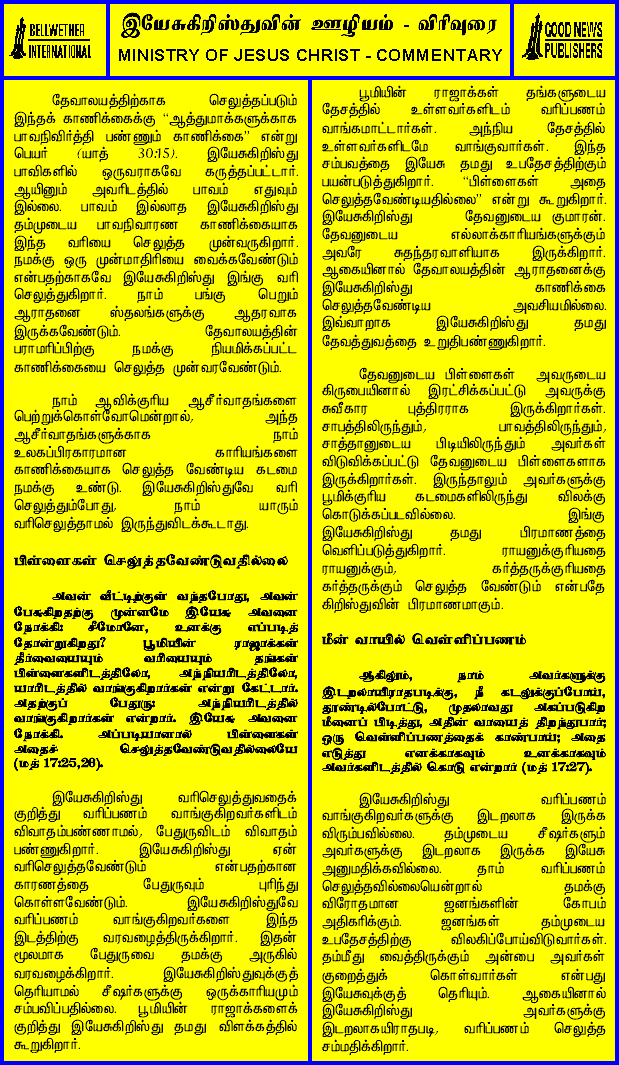 BELLWETHER
INTERNATIONAL
இயேசுகிறிஸ்துவின் ஊழியம் - விரிவுரை
MINISTRY OF JESUS CHRIST - COMMENTARY
GOOD NEWS
PUBLISHERS
தேவாலயத்திற்காக செலுத்தப்படும்
இந்தக் காணிக்கைக்கு "ஆத்துமாக்களுக்காக
பாவநிவிர்த்தி பண்ணும் காணிக்கை" என்று
பெயர் (யாத் 30:15). இயேசுகிறிஸ்து
பாவிகளில் ஒருவராகவே கருத்தப்பட்டார்.
ஆயினும் அவரிடத்தில் பாவம் எதுவும்
இல்லை. பாவம் இல்லாத இயேசுகிறிஸ்து
தம்முடைய பாவநிவாரண காணிக்கையாக
இந்த வரியை செலுத்த முன்வருகிறார்.
நமக்கு ஒரு முன்மாதிரியை வைக்கவேண்டும்
என்பதற்காகவே இயேசுகிறிஸ்து இங்கு வரி
செலுத்துகிறார். நாம் பங்கு பெறும்
ஆராதனை ஸ்தலங்களுக்கு ஆதரவாக
இருக்கவேண்டும். தேவாலயத்தின்
பராமரிப்பிற்கு நமக்கு நியமிக்கப்பட்ட
காணிக்கையை செலுத்த முன்வரவேண்டும்.
நாம் ஆவிக்குரிய ஆசீர்வாதங்களை
பெற்றுக்கொள்வோமென்றால், அந்த
ஆசீர்வாதங்களுக்காக நாம்
உலகப்பிரகாரமான காரியங்களை
காணிக்கையாக செலுத்த வேண்டிய கடமை
நமக்கு உண்டு. இயேசுகிறிஸ்துவே வரி
செலுத்தும்போது, நாம் யாரும்
வரிசெலுத்தாமல் இருந்துவிடக்கூடாது.
பிள்ளைகள் செலுத்தவேண்டுவதில்லை
அவன் வீட்டிற்குள் வந்தபோது, அவன்
பேசுகிறதற்கு முன்னமே இயேசு அவனை
நோக்கி: சீமோனே, உனக்கு எப்படித்
தோன்றுகிறது? பூமியின் ராஜாக்கள்
தீர்வையையும் வரியையும் தங்கள்
பிள்ளைகளிடத்திலோ, அந்நியரிடத்திலோ,
யாரிடத்தில் வாங்குகிறார்கள் என்று கேட்டார்.
அதற்குப் பேதுரு: அந்நியரிடத்தில்
வாங்குகிறார்கள் என்றார். இயேசு அவனை
நோக்கி. அப்படியானால் பிள்ளைகள்
அதைச் செலுத்தவேண்டுவதில்லையே
(மத் 17:25,26).
இயேசுகிறிஸ்து வரிசெலுத்துவதைக்
குறித்து வரிப்பணம் வாங்குகிறவர்களிடம்
விவாதம்பண்ணாமல், பேதுருவிடம் விவாதம்
பண்ணுகிறார். இயேசுகிறிஸ்து ஏன்
வரிசெலுத்தவேண்டும் என்பதற்கான
காரணத்தை பேதுருவும் புரிந்து
கொள்ளவேண்டும். இயேசுகிறிஸ்துவே
வரிப்பணம் வாங்குகிறவர்களை இந்த
இடத்திற்கு வரவழைத்திருக்கிறார். இதன்
மூலமாக பேதுருவை தமக்கு அருகில்
வரவழைக்கிறார். இயேசுகிறிஸ்துவுக்குத்
தெரியாமல் சீஷர்களுக்கு ஒருக்காரியமும்
சம்பவிப்பதில்லை. பூமியின் ராஜாக்களைக்
குறித்து இயேசுகிறிஸ்து தமது விளக்கத்தில்
கூறுகிறார்.
பூமியின் ராஜாக்கள் தங்களுடைய
தேசத்தில் உள்ளவர்களிடம் வரிப்பணம்
வாங்கமாட்டார்கள். அந்நிய தேசத்தில்
உள்ளவர்களிடமே வாங்குவார்கள். இந்த
சம்பவத்தை இயேசு தமது உபதேசத்திற்கும்
பயன்படுத்துகிறார். "பிள்ளைகள் அதை
செலுத்வேண்டியதில்லை" என்று கூறுகிறார்.
இயேசுகிறிஸ்து தேவனுடைய குமாரன்.
தேவனுடைய எல்லாக்காரியங்களுக்கும்
அவரே சுதந்தரவாளியாக இருக்கிறார்.
ஆகையினால் தேவாலயத்தின் ஆராதனைக்கு
இயேசுகிறிஸ்து காணிக்கை
செலுத்தவேண்டிய அவசியமில்லை.
இவ்வாறாக இயேசுகிறிஸ்து தமது
தேவத்துவத்தை உறுதிபண்ணுகிறார்.
தேவனுடைய பிள்ளைகள் அவருடைய
கிருபையினால் இரட்சிக்கப்பட்டு அவருக்கு
சுவீகார புத்திரராக இருக்கிறார்கள்.
சாபத்திலிருந்தும், பாவத்திலிருந்தும்,
சாத்தானுடைய பிடியிலிருந்தும் அவர்கள்
விடுவிக்கப்பட்டு தேவனுடைய பிள்ளைகளாக
இருக்கிறார்கள். இருந்தாலும் அவர்களுக்கு
பூமிக்குரிய கடமைகளிலிருந்து விலக்கு
கொடுக்கப்படவில்லை. இங்கு
இயேசுகிறிஸ்து தமது பிரமாணத்தை
வெளிப்படுத்துகிறார். ராயனுக்குரியதை
ராயனுக்கும், கர்த்தருக்குரியதை
கர்த்தருக்கும் செலுத்த வேண்டும் என்பதே
கிறிஸ்துவின் பிரமாணமாகும்.
மீன் வாயில் வெள்ளிப்பணம்
ஆகிலும், நாம் அவர்களுக்கு
இடறலாயிராதபடிக்கு, நீ கடலுக்குப்போய்,
தூண்டில்போட்டு, முதலாவது அகப்படுகிற
மீனைப் பிடித்து, அதின் வாயைத் திறந்துபார்;
ஒரு வெள்ளிப்பணத்தைக் காண்பாய்; அதை
எடுத்து எனக்காகவும் உனக்காகவும்
அவர்களிடத்தில் கொடு என்றார் (மத் 17:27).
இயேசுகிறிஸ்து வரிப்பணம்
வாங்குகிறவர்களுக்கு இடறலாக இருக்க
விரும்பவில்லை. தம்முடைய சீஷர்களும்
அவர்களுக்கு இடறலாக இருக்க இயேசு
அனுமதிக்கவில்லை. தாம் வரிப்பணம்
செலுத்தவில்லையென்றால் தமக்கு
விரோதமான ஜனங்களின் கோபம்
அதிகரிக்கும். ஜனங்கள் தம்முடைய
உபதேசத்திற்கு விலகிப்போய்விடுவார்கள்.
தம்மீது வைத்திருக்கும் அன்பை அவர்கள்
குறைத்துக் கொள்வார்கள் என்பது
இயேசுவுக்குத் தெரியும். ஆகையினால்
இயேசுகிறிஸ்து அவர்களுக்கு
இடறலாகயிராதபடி, வரிப்பணம் செலுத்த
சம்மதிக்கிறார்.